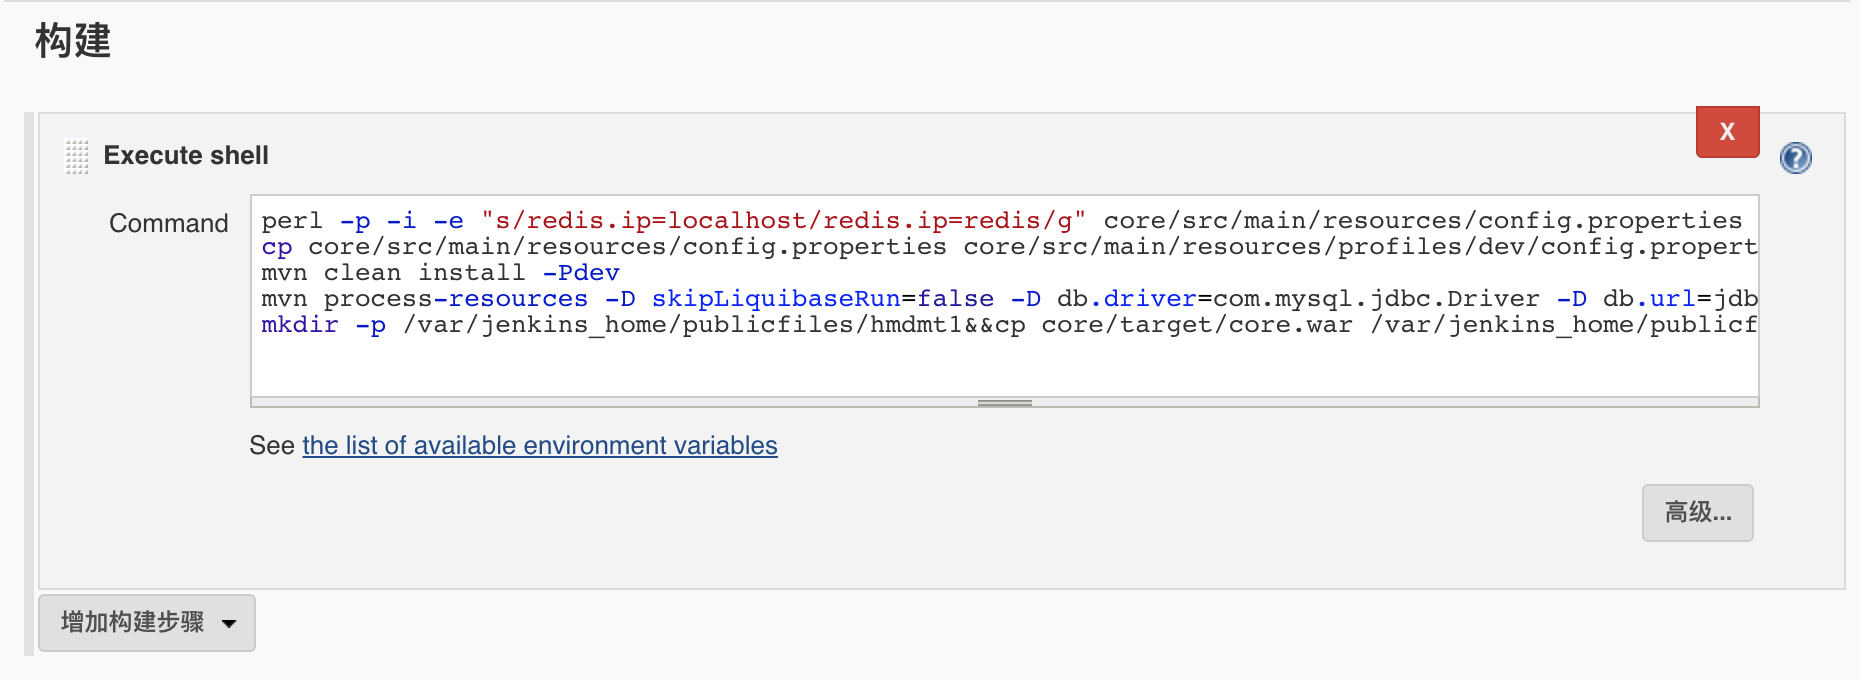 构建
X
Execute shell
?
Command
perl -p -i -e "s/redis.ip=localhost/redis.ip=redis/g" core/src/main/resources/config.properties
cp core/src/main/resources/config.properties core/src/main/resources/profiles/dev/config.propert
mvn clean install -Pdev
mvn process-resources -D skipLiquibaseRun=false -D db.driver=com.mysql.jdbc.Driver -D db.url=jdb
mkdir -p /var/jenkins_home/publicfiles/hmdmt1&&cp core/target/core.war /var/jenkins_home/publicf
See the list of available environment variables
高级...
增加构建步骤